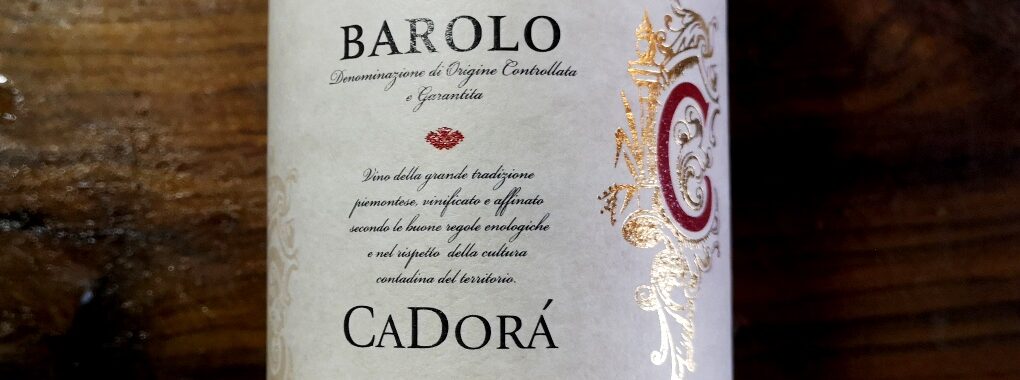 BAROLO
Denominazione di Origine Controllata
e Garantita
C
Vino della grande tradizione
piemontese, vinificato e affinato
secondo le buone regole enologiche
e nel rispetto della cultura
contadina del territorio.
CADORÁ